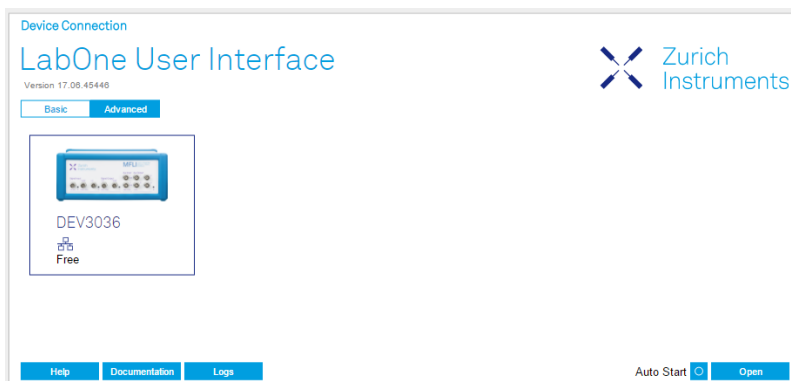 Device Connection
LabOne User Interface
Version 17.06.45446
Zurich
Instruments
Basic Advanced
MFLI
DEV3036
Free
Help Documentation Logs
Auto Start Open